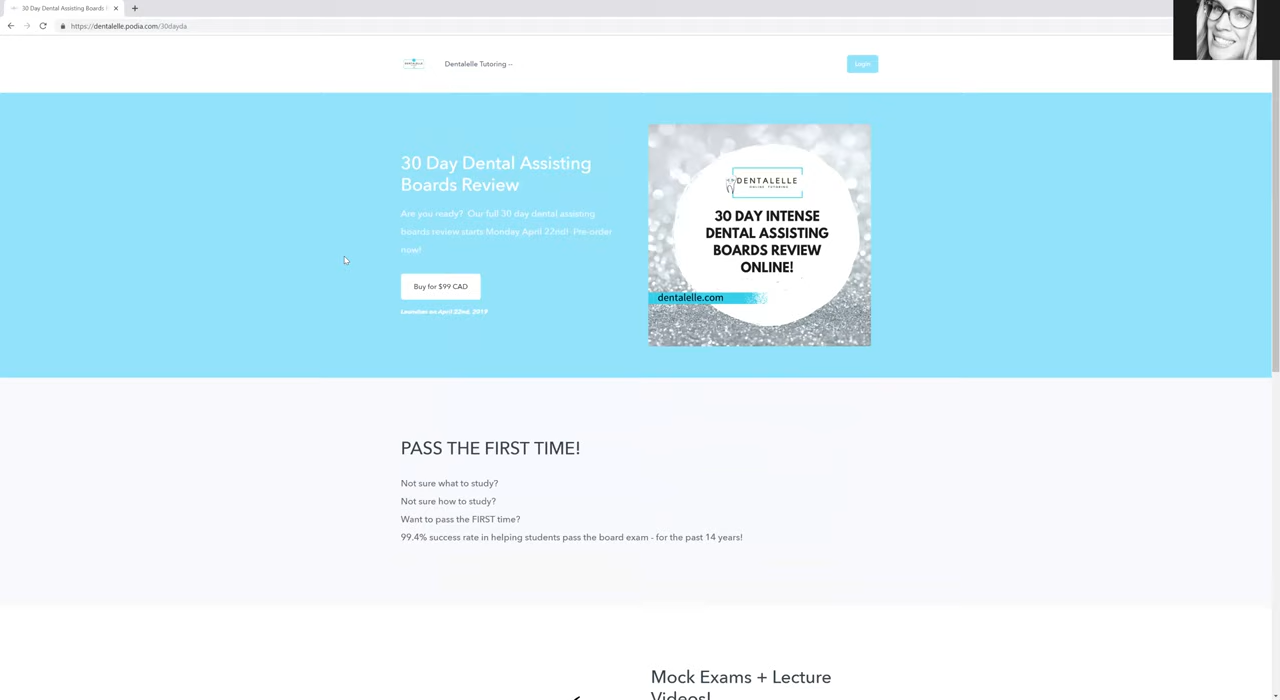 30 Day Dental Assisting Boards R
https://dentalelle.podia.com/30dayda
Dentalelle Tutoring --
Login
30 Day Dental Assisting
Boards Review
Are you ready? Our full 30 day dental assisting
boards review starts Monday April 22nd! Pre-order
now!
Buy for $99 CAD
Launches on April 22nd, 2019
DENTALELLE
ONLINE TUTORING
30 DAY INTENSE
DENTAL ASSISTING
BOARDS REVIEW
ONLINE!
dentalelle.com
PASS THE FIRST TIME!
Not sure what to study?
Not sure how to study?
Want to pass the FIRST time?
99.4% success rate in helping students pass the board exam - for the past 14 years!
Mock Exams + Lecture
Videos!